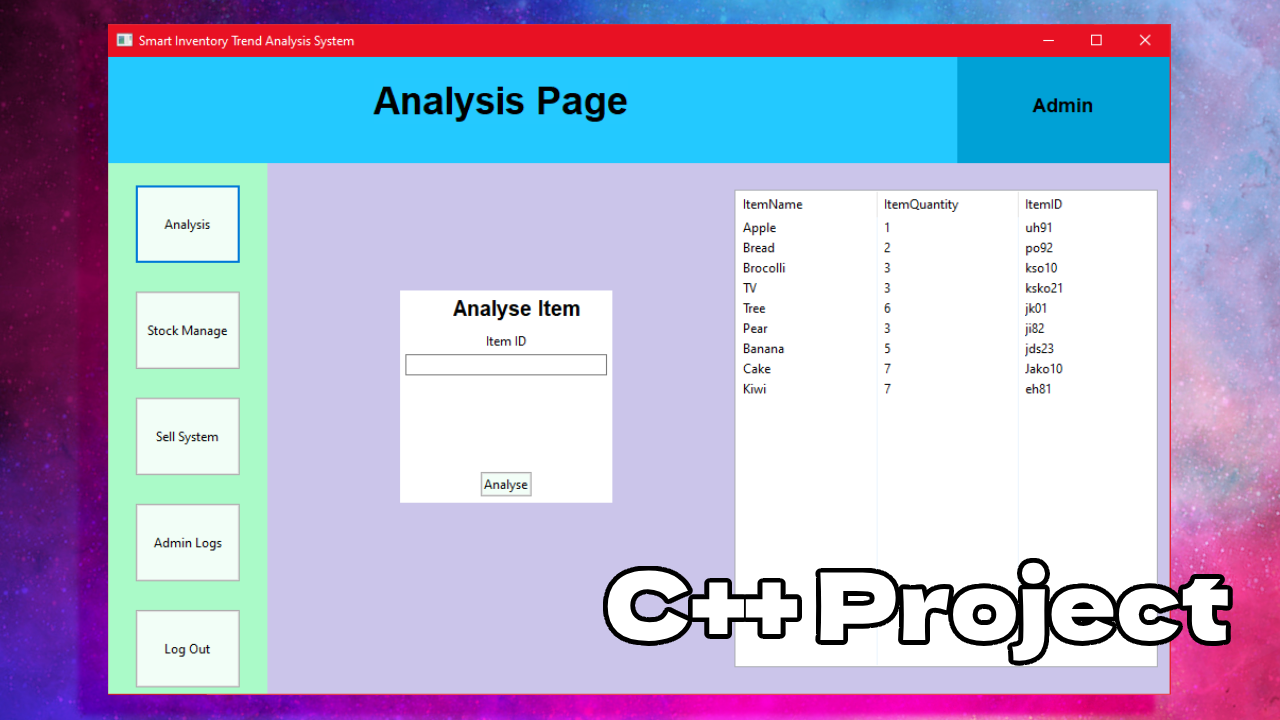 Smart Inventory Trend Analysis System
Analysis Page
Admin
Analysis
Stock Manage
Sell System
Admin Logs
Log Out
Analyse Item
Item ID
Analyse
ItemName ItemQuantity ItemID
Apple 1 uh91
Bread 2 po92
Brocolli 3 kso10
TV 3 ksko21
Tree 6 jk01
Pear 3 ji82
Banana 5 jds23
Cake 7 Jako10
Kiwi 7 eh81
C++ Project